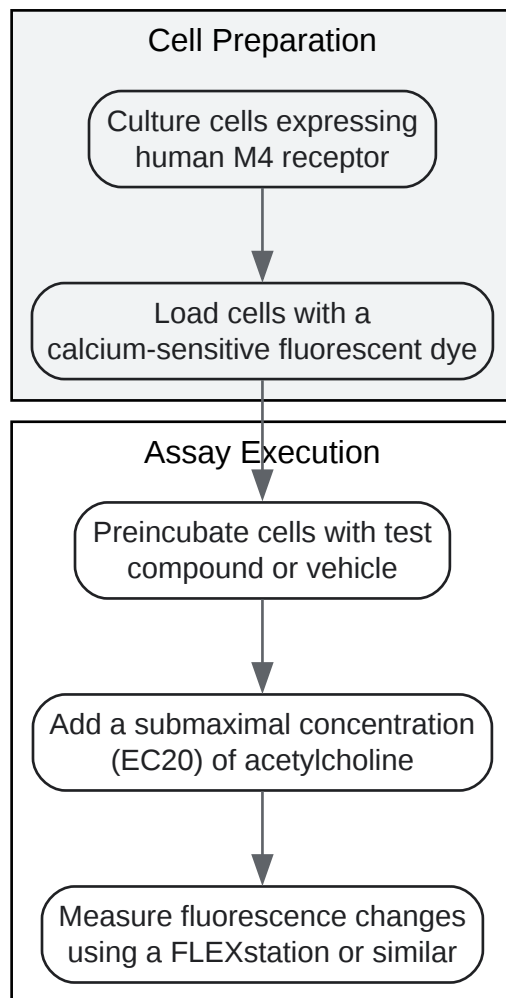 Cell Preparation
Culture cells expressing
human M4 receptor
Load cells with a
calcium-sensitive fluorescent dye
Assay Execution
Preincubate cells with test
compound or vehicle
Add a submaximal concentration
(EC20) of acetylcholine
Measure fluorescence changes
using a FLEXstation or similar